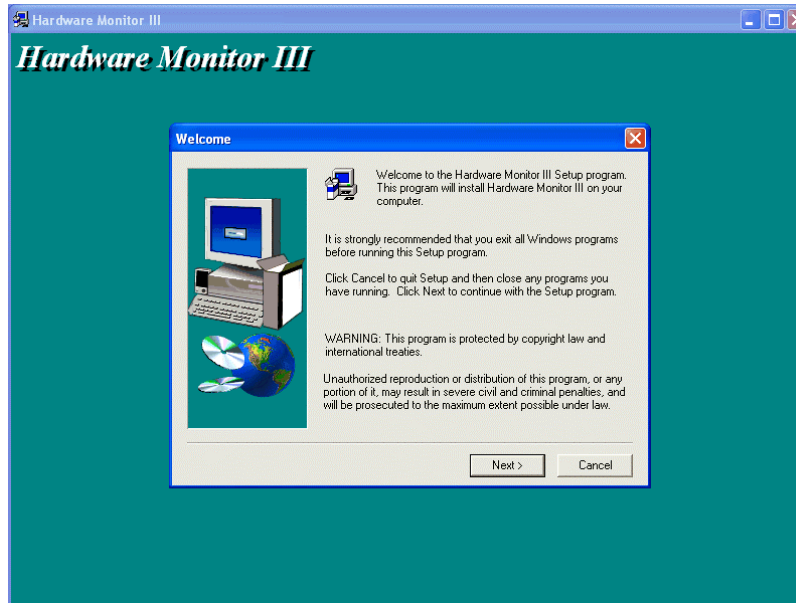 Hardware Monitor III
Hardware Monitor III
Welcome
Welcome to the Hardware Monitor III Setup program.
This program will install Hardware Monitor III on your
computer.
It is strongly recommended that you exit all Windows programs
before running this Setup program.
Click Cancel to quit Setup and then close any programs you
have running. Click Next to continue with the Setup program.
WARNING: This program is protected by copyright law and
international treaties.
Unauthorized reproduction or distribution of this program, or any
portion of it, may result in severe civil and criminal penalties, and
will be prosecuted to the maximum extent possible under law.
Next >
Cancel